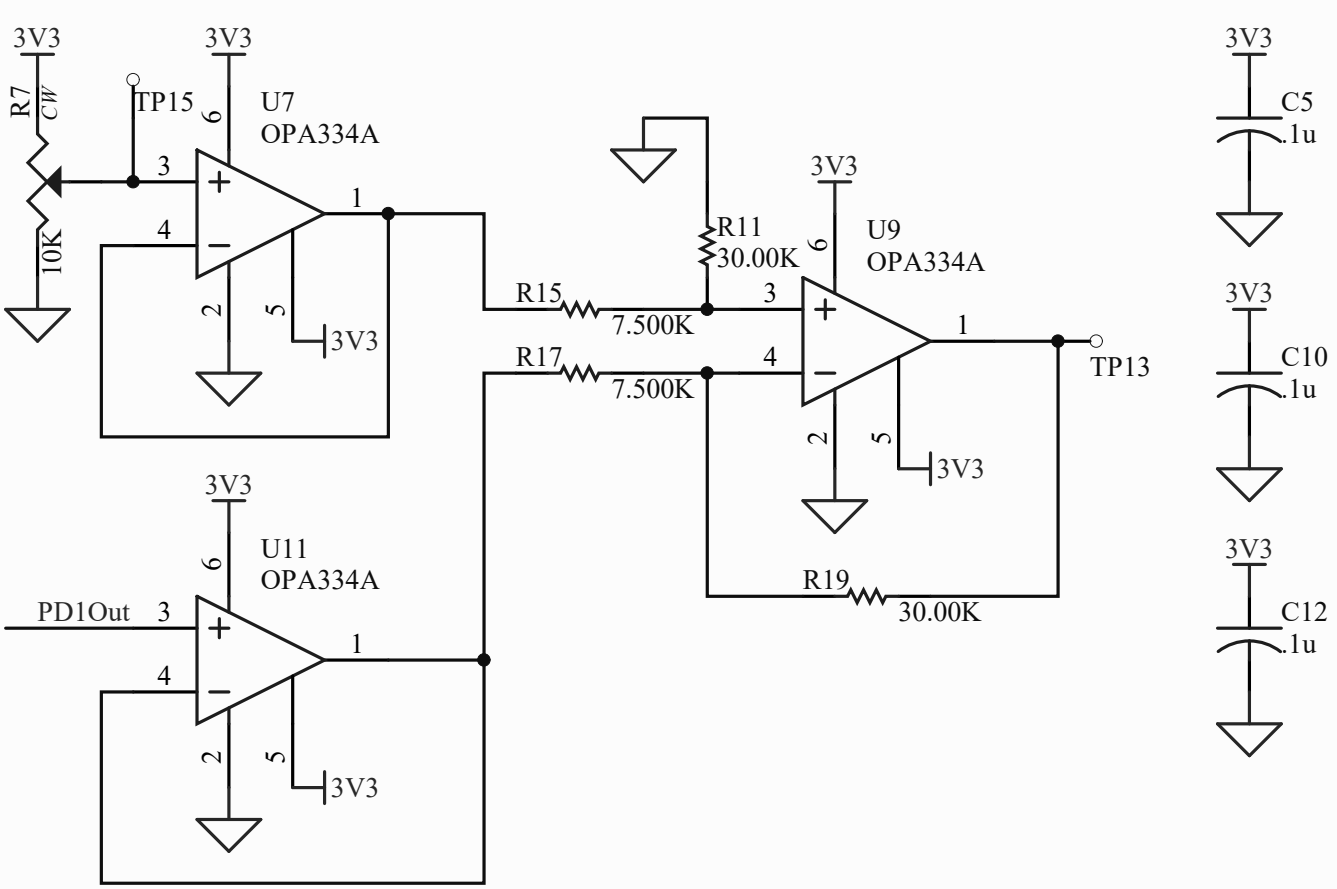 3V3
R7
CW
10K
TP15
3V3
6
U7
OPA334A
3
+
4
−
1
2
5
3V3
R11
30.00K
3V3
6
U9
OPA334A
R15
7.500K
3
+
R17
7.500K
4
−
1
TP13
2
5
3V3
R19
30.00K
3V3
6
U11
OPA334A
PD1Out
3
+
4
−
1
2
5
3V3
3V3
C5
.1u
3V3
C10
.1u
3V3
C12
.1u